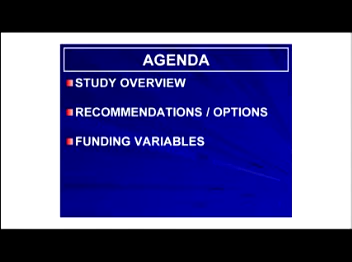 AGENDA
STUDY OVERVIEW
RECOMMENDATIONS / OPTIONS
FUNDING VARIABLES